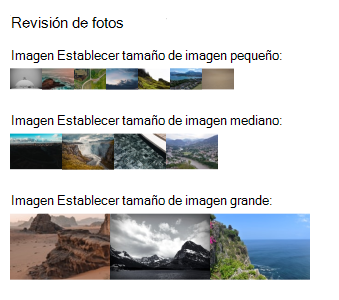 Revisión de fotos
Imagen Establecer tamaño de imagen pequeño:
Imagen Establecer tamaño de imagen mediano:
Imagen Establecer tamaño de imagen grande: